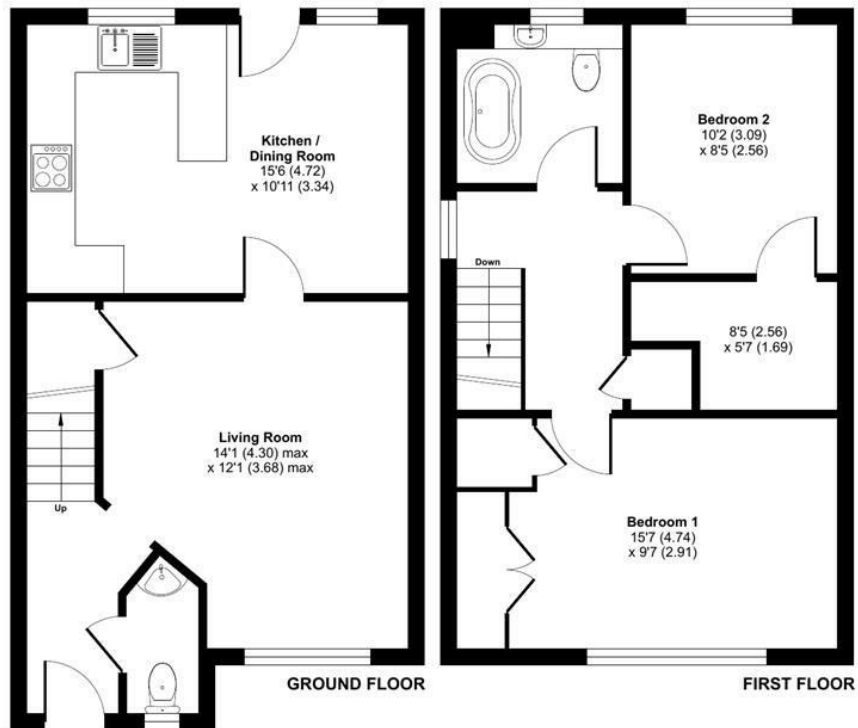 Kitchen /
Dining Room
15'6 (4.72)
x 10'11 (3.34)
Living Room
14'1 (4.30) max
x 12'1 (3.68) max
Up
GROUND FLOOR
Bedroom 2
10'2 (3.09)
x 8'5 (2.56)
Down
8'5 (2.56)
x 5'7 (1.69)
Bedroom 1
15'7 (4.74)
x 9'7 (2.91)
FIRST FLOOR